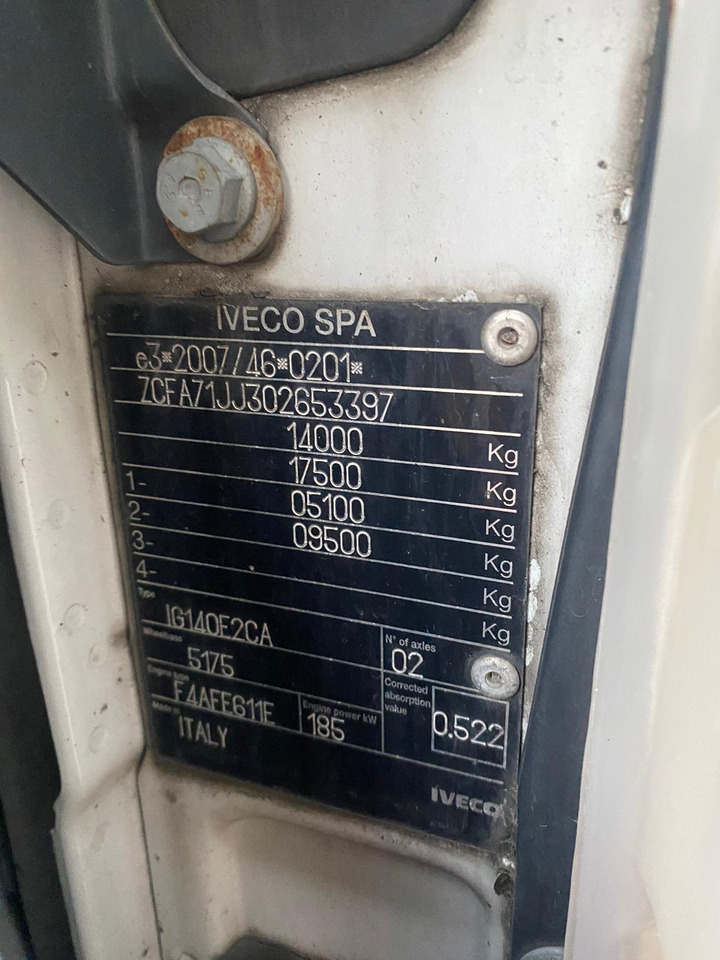 IVECO SPA
e3*2007/46*0201*
ZCFA71JJ302653397
14000 Kg
17500 Kg
1- 05100 Kg
2- 09500 Kg
3- Kg
4- Kg
Type
IG140E2CA
N° of axles
02
Wheelbase
5175
Corrected absorption value
0.522
Engine type
F4AFE611E
Engine power kW
185
Made in
ITALY
IVECO